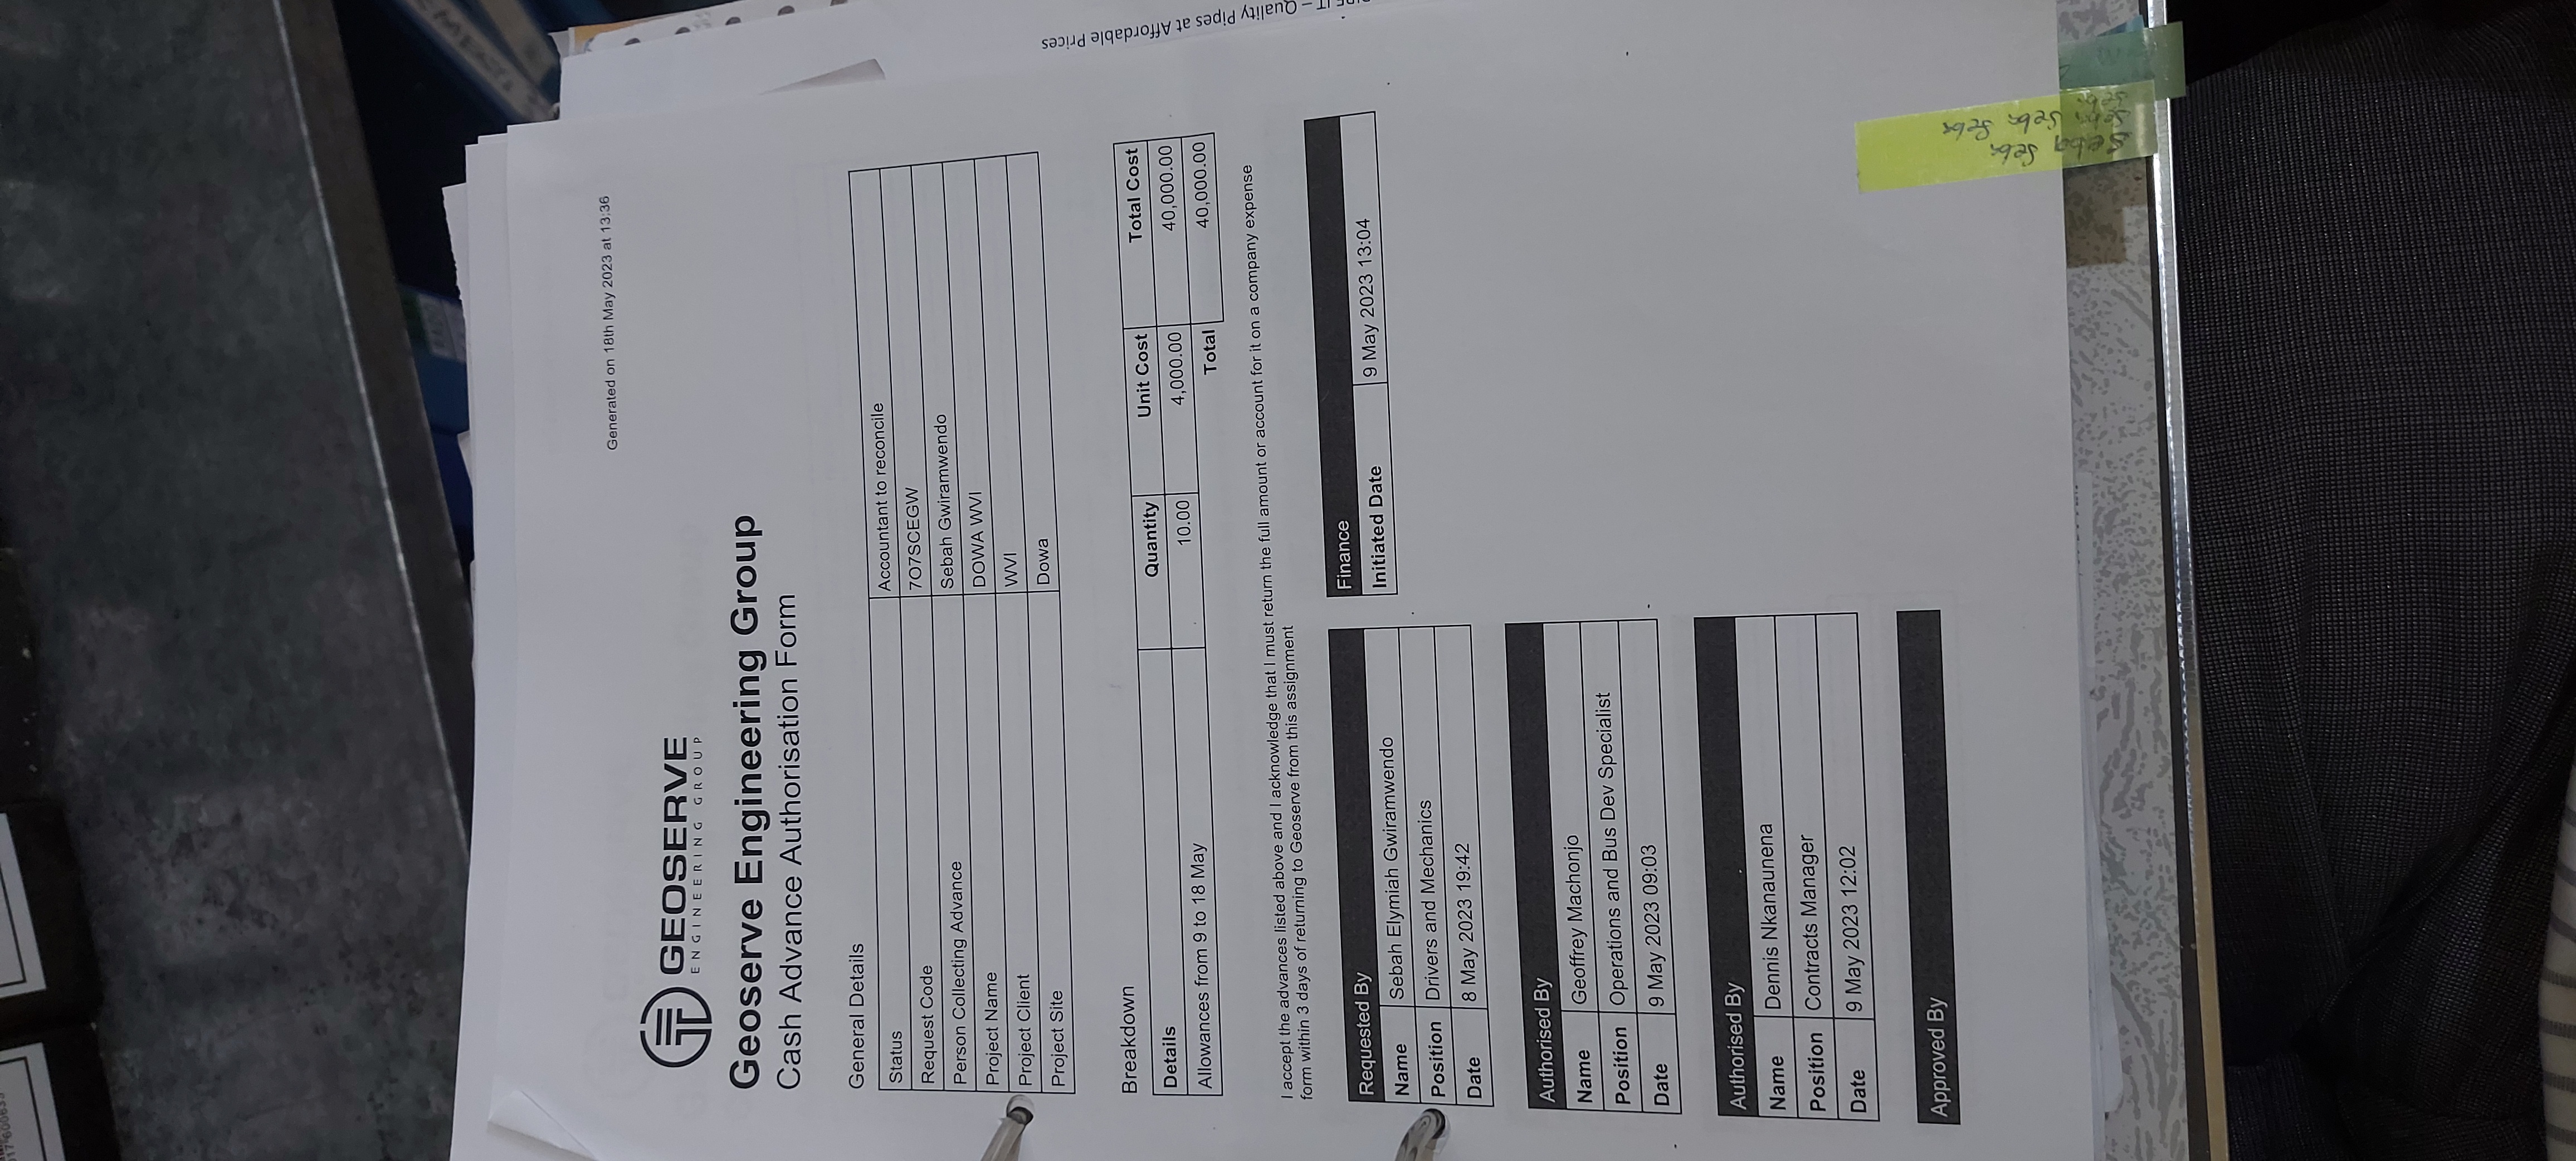 Generated on 18th May 2023 at 13:36
GEOSERVE
ENGINEERING GROUP
Geoserve Engineering Group
Cash Advance Authorisation Form
General Details
Status Accountant to reconcile
Request Code 7O7SCEGW
Person Collecting Advance Sebah Gwiramwendo
Project Name DOWA WVI
Project Client WVI
Project Site Dowa
Breakdown
Details Quantity Unit Cost Total Cost
Allowances from 9 to 18 May 10.00 4,000.00 40,000.00
Total 40,000.00
I accept the advances listed above and I acknowledge that I must return the full amount or account for it on a company expense
form within 3 days of returning to Geoserve from this assignment
Requested By
Name Sebah Elymiah Gwiramwendo
Position Drivers and Mechanics
Date 8 May 2023 19:42
Finance
Initiated Date 9 May 2023 13:04
Authorised By
Name Geoffrey Machonjo
Position Operations and Bus Dev Specialist
Date 9 May 2023 09:03
Authorised By
Name Dennis Nkanaunena
Position Contracts Manager
Date 9 May 2023 12:02
Approved By
– Quality Pipes at Affordable Prices
Seba Seba
Seba Seba Seba
Seba